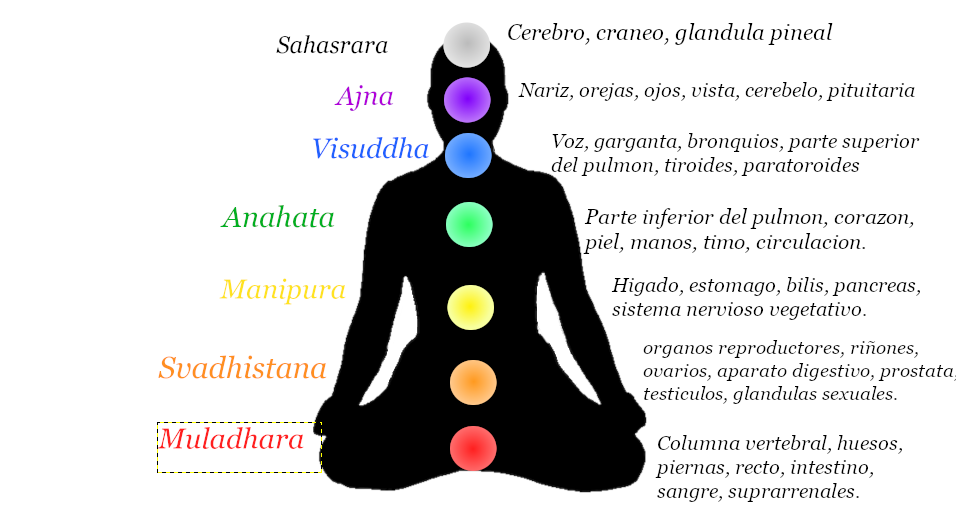 Sahasrara
Cerebro, craneo, glandula pineal
Ajna
Nariz, orejas, ojos, vista, cerebelo, pituitaria
Visuddha
Voz, garganta, bronquios, parte superior
del pulmon, tiroides, paratoroides
Anahata
Parte inferior del pulmon, corazon,
piel, manos, timo, circulacion.
Manipura
Higado, estomago, bilis, pancreas,
sistema nervioso vegetativo.
Svadhistana
organos reproductores, riñones,
ovarios, aparato digestivo, prostata,
testiculos, glandulas sexuales.
Muladhara
Columna vertebral, huesos,
piernas, recto, intestino,
sangre, suprarrenales.